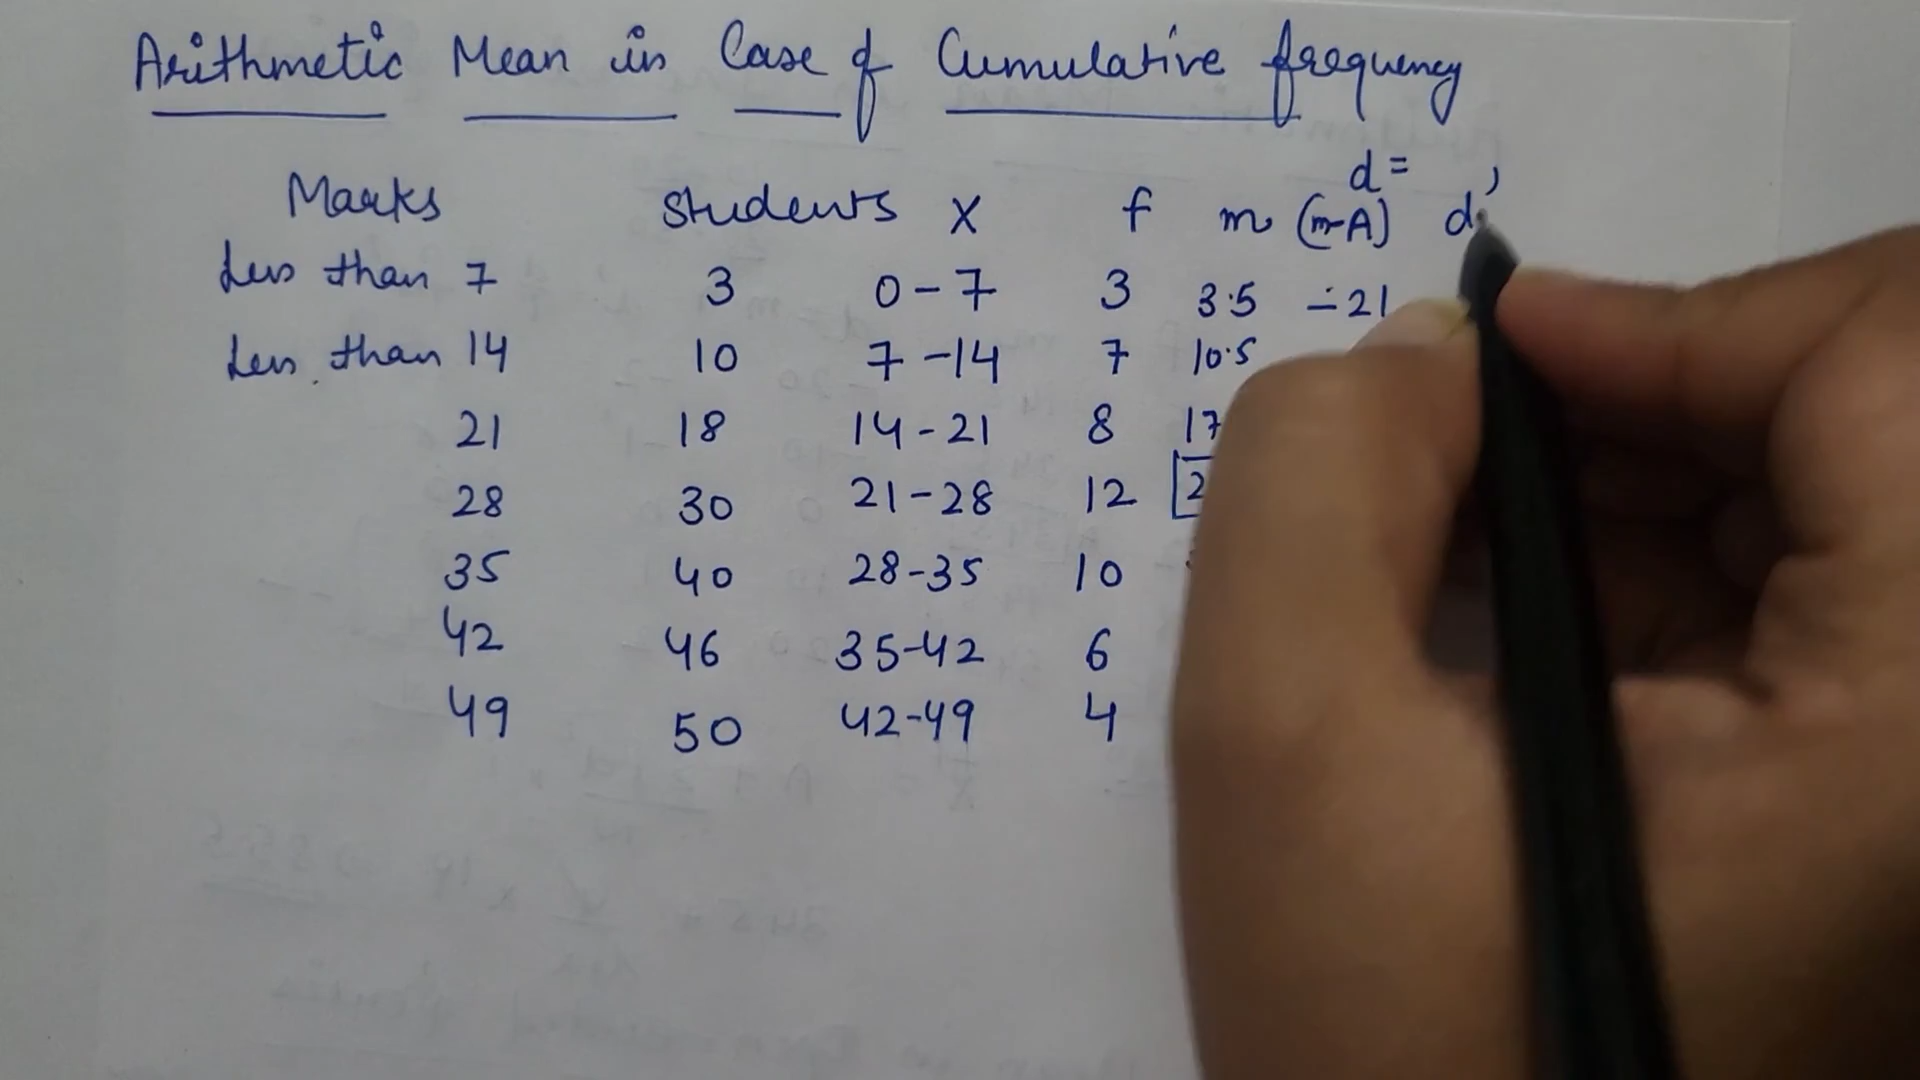 Arithmetic Mean in Case of Cumulative frequency
d= '
Marks Students X f m (m-A) d
Less than 7 3 0-7 3 3.5 -21
Less than 14 10 7-14 7 10.5
21 18 14-21 8 17
28 30 21-28 12 2
35 40 28-35 10
42 46 35-42 6
49 50 42-49 4